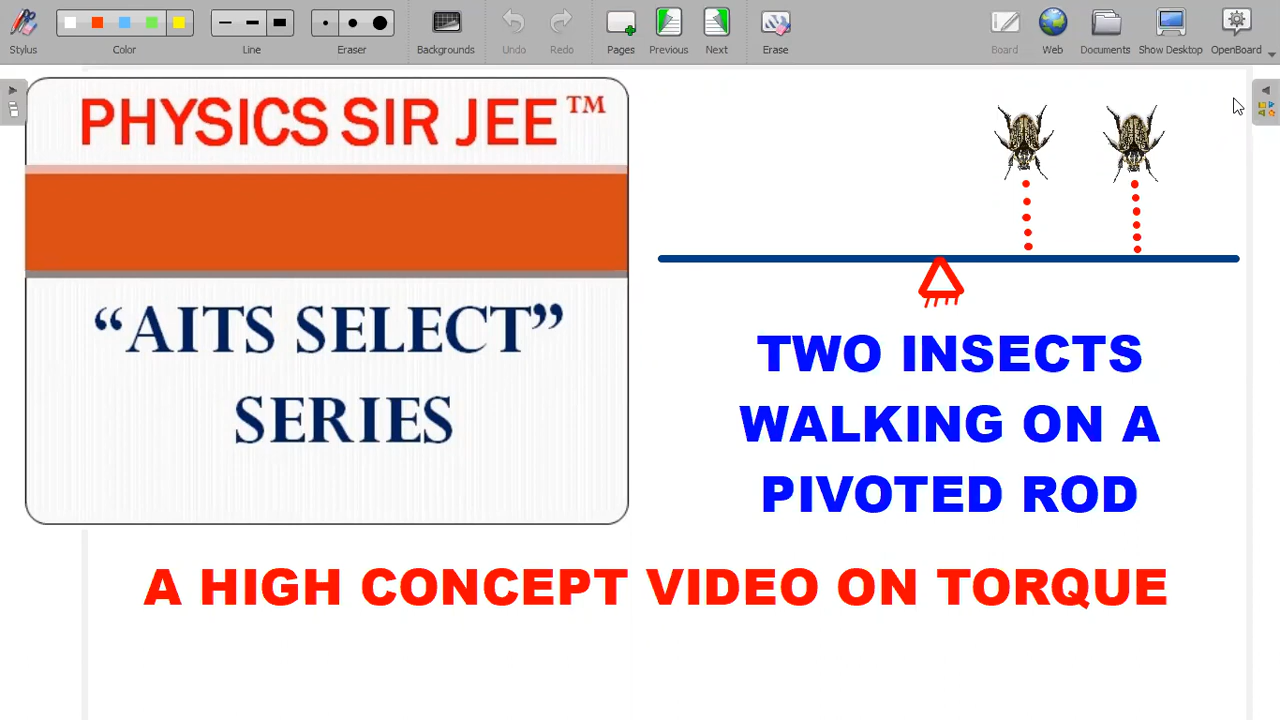 Stylus Color Line Eraser Backgrounds Undo Redo Pages Previous Next Erase Board Web Documents Show Desktop OpenBoard
PHYSICS SIR JEE™
“AITS SELECT”
SERIES
TWO INSECTS
WALKING ON A
PIVOTED ROD
A HIGH CONCEPT VIDEO ON TORQUE